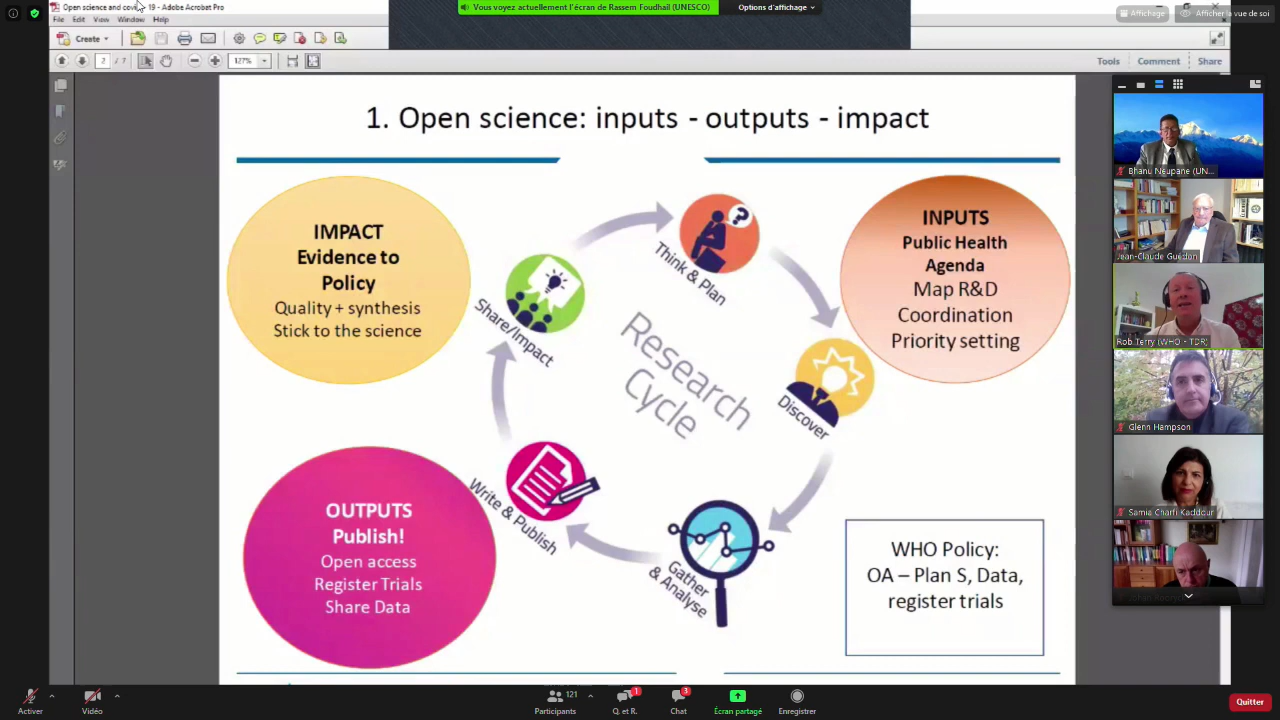 Open science and covid-19 - Adobe Acrobat Pro
Vous voyez actuellement l'écran de Rassem Foudhail (UNESCO)
Options d'affichage
Affichage
Afficher la vue de soi
File Edit View Window Help
Create
2 / 7
127%
Tools Comment Share
1. Open science: inputs - outputs - impact
IMPACT
Evidence to
Policy
Quality + synthesis
Stick to the science
Think & Plan
INPUTS
Public Health
Agenda
Map R&D
Coordination
Priority setting
Share/Impact
Research
Cycle
Discover
OUTPUTS
Publish!
Open access
Register Trials
Share Data
Write & Publish
Gather
& Analyse
WHO Policy:
OA – Plan S, Data,
register trials
Bhanu Neupane (UN...
Jean-Claude Guédon
Rob Terry (WHO - TDR)
Glenn Hampson
Samia Charfi Kaddour
Activer
Vidéo
121
Participants
1
Q. et R.
3
Chat
Écran partagé
Enregistrer
Quitter